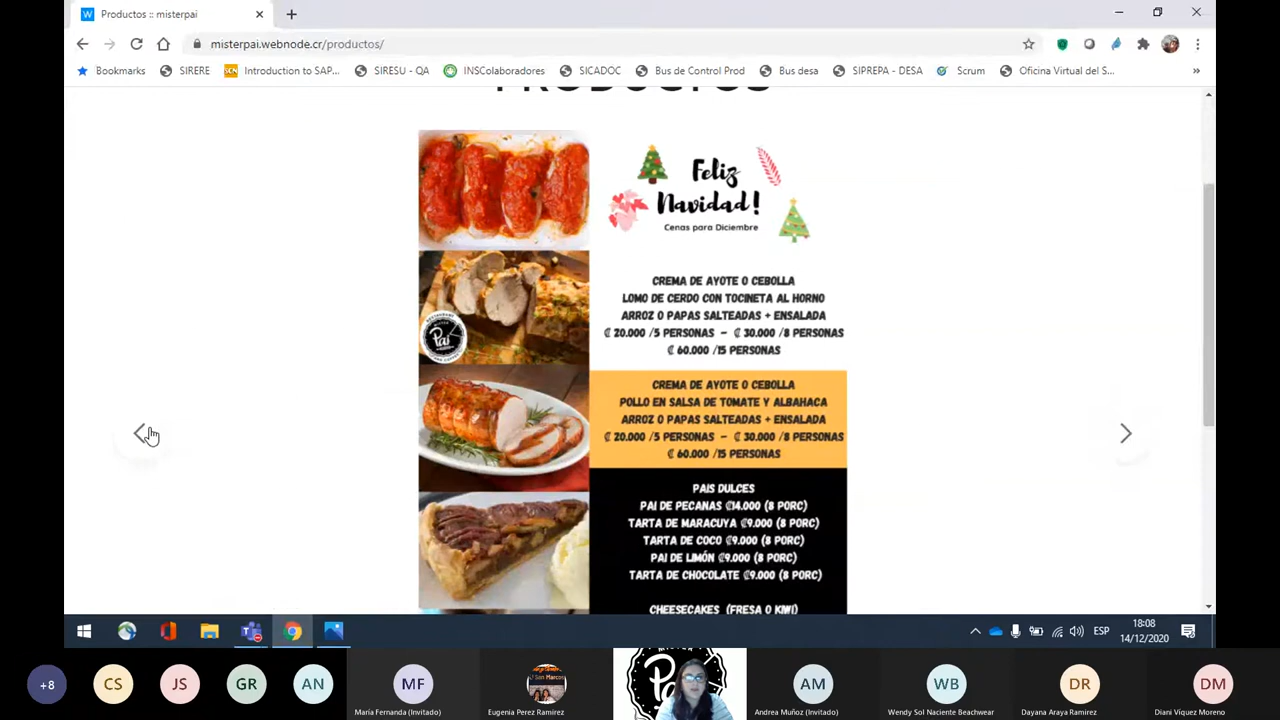 Productos :: misterpai
misterpai.webnode.cr/productos/
Bookmarks SIRERE Introduction to SAP... SIRESU - QA INSColaboradores SICADOC Bus de Control Prod Bus desa SIPREPA - DESA Scrum Oficina Virtual del S...
PRODUCTOS
Feliz
Navidad!
Cenas para Diciembre
CREMA DE AYOTE O CEBOLLA
LOMO DE CERDO CON TOCINETA AL HORNO
ARROZ O PAPAS SALTEADAS + ENSALADA
₡ 20.000 /5 PERSONAS - ₡ 30.000 /8 PERSONAS
₡ 60.000 /15 PERSONAS
Pai
CREMA DE AYOTE O CEBOLLA
POLLO EN SALSA DE TOMATE Y ALBAHACA
ARROZ O PAPAS SALTEADAS + ENSALADA
₡ 20.000 /5 PERSONAS - ₡ 30.000 /8 PERSONAS
₡ 60.000 /15 PERSONAS
PAIS DULCES
PAI DE PECANAS ₡14.000 (8 PORC)
TARTA DE MARACUYA ₡9.000 (8 PORC)
TARTA DE COCO ₡9.000 (8 PORC)
PAI DE LIMÓN ₡9.000 (8 PORC)
TARTA DE CHOCOLATE ₡9.000 (8 PORC)
CHEESECAKES (FRESA O KIWI)
ESP
18:08
14/12/2020
+8 CS JS GR AN MF San Marcos Pai AM WB DR DM
María Fernanda (Invitado) Eugenia Perez Ramirez Andrea Muñoz (Invitado) Wendy Sol Naciente Beachwear Dayana Araya Ramirez Diani Víquez Moreno